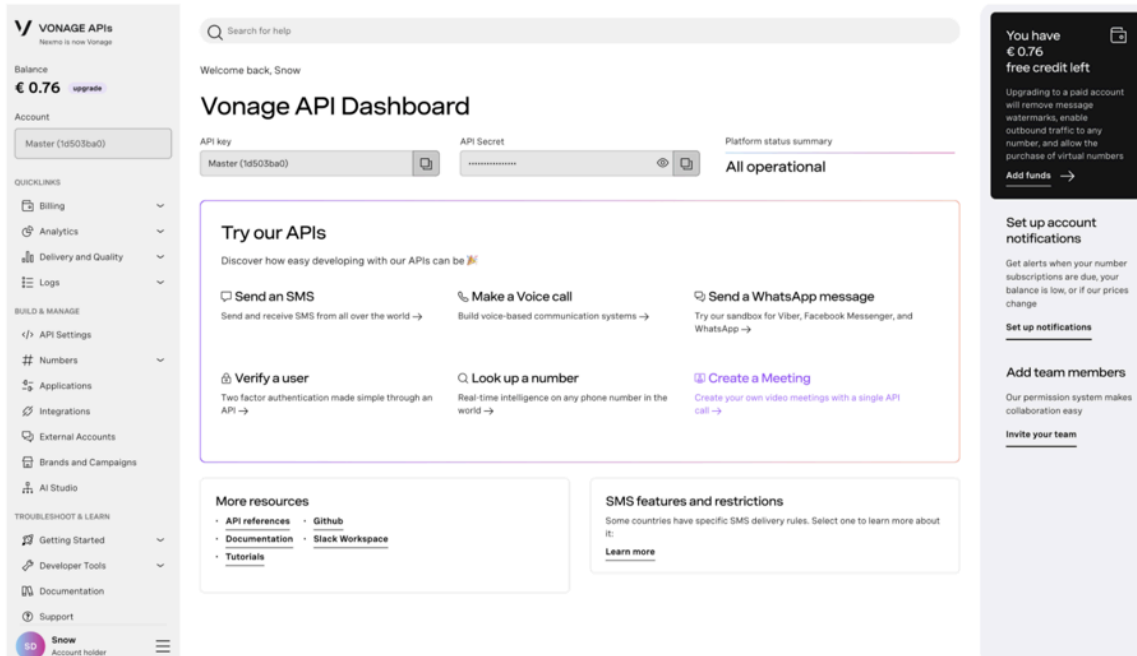 VONAGE APIs
Nexmo is now Vonage
Balance
€ 0.76 upgrade
Account
Master (1d503ba0)
QUICKLINKS
Billing
Analytics
Delivery and Quality
Logs
BUILD & MANAGE
</> API Settings
Numbers
Applications
Integrations
External Accounts
Brands and Campaigns
AI Studio
TROUBLESHOOT & LEARN
Getting Started
Developer Tools
Documentation
Support
SD
Snow
Account holder
Search for help
Welcome back, Snow
Vonage API Dashboard
API key
Master (1d503ba0)
API Secret
••••••••••••••••
Platform status summary
All operational
Try our APIs
Discover how easy developing with our APIs can be 🎉
Send an SMS
Send and receive SMS from all over the world →
Make a Voice call
Build voice-based communication systems →
Send a WhatsApp message
Try our sandbox for Viber, Facebook Messenger, and
WhatsApp →
Verify a user
Two factor authentication made simple through an
API →
Look up a number
Real-time intelligence on any phone number in the
world →
Create a Meeting
Create your own video meetings with a single API
call →
More resources
· API references · Github
· Documentation · Slack Workspace
· Tutorials
SMS features and restrictions
Some countries have specific SMS delivery rules. Select one to learn more about
it:
Learn more
You have
€ 0.76
free credit left
Upgrading to a paid account
will remove message
watermarks, enable
outbound traffic to any
number, and allow the
purchase of virtual numbers
Add funds →
Set up account
notifications
Get alerts when your number
subscriptions are due, your
balance is low, or if our prices
change
Set up notifications
Add team members
Our permission system makes
collaboration easy
Invite your team